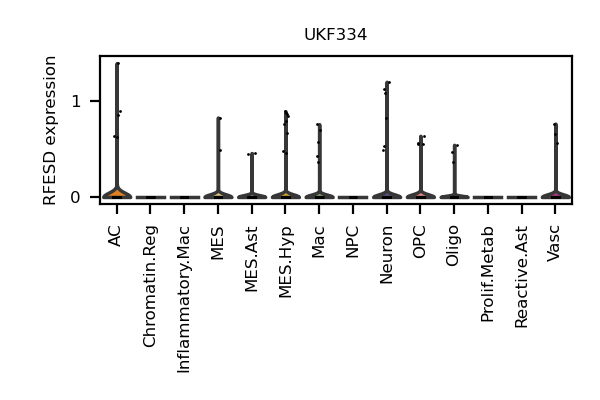 UKF334
RFESD expression
1
0
AC
Chromatin.Reg
Inflammatory.Mac
MES
MES.Ast
MES.Hyp
Mac
NPC
Neuron
OPC
Oligo
Prolif.Metab
Reactive.Ast
Vasc